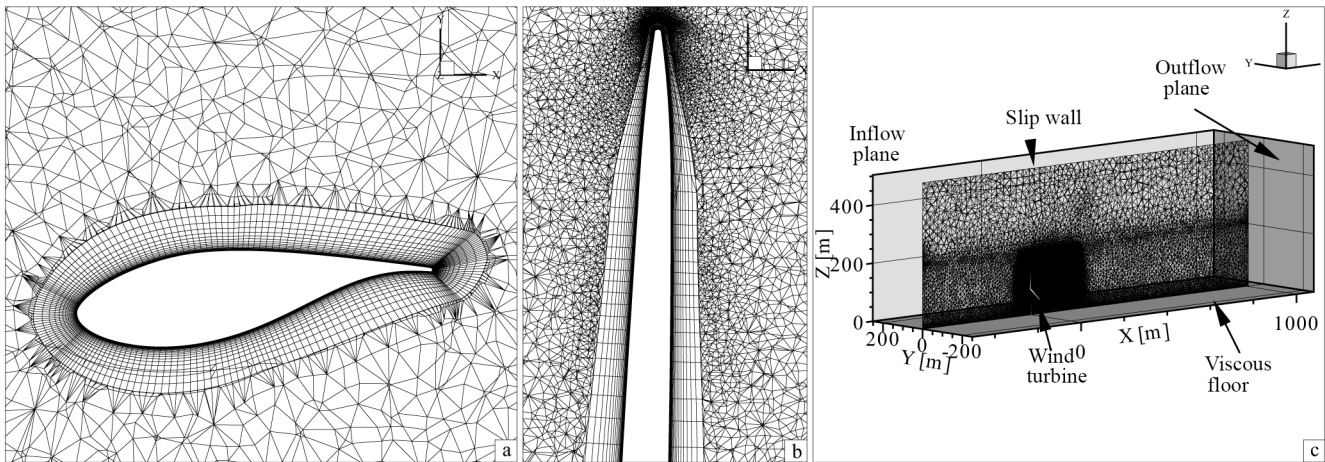 Y
X
a
b
c
Z
Y
Outflow
plane
Slip wall
Inflow
plane
400
200
0
Z [m]
200 0 -200
Y [m]
Wind
turbine
0
X [m]
1000
Viscous
floor